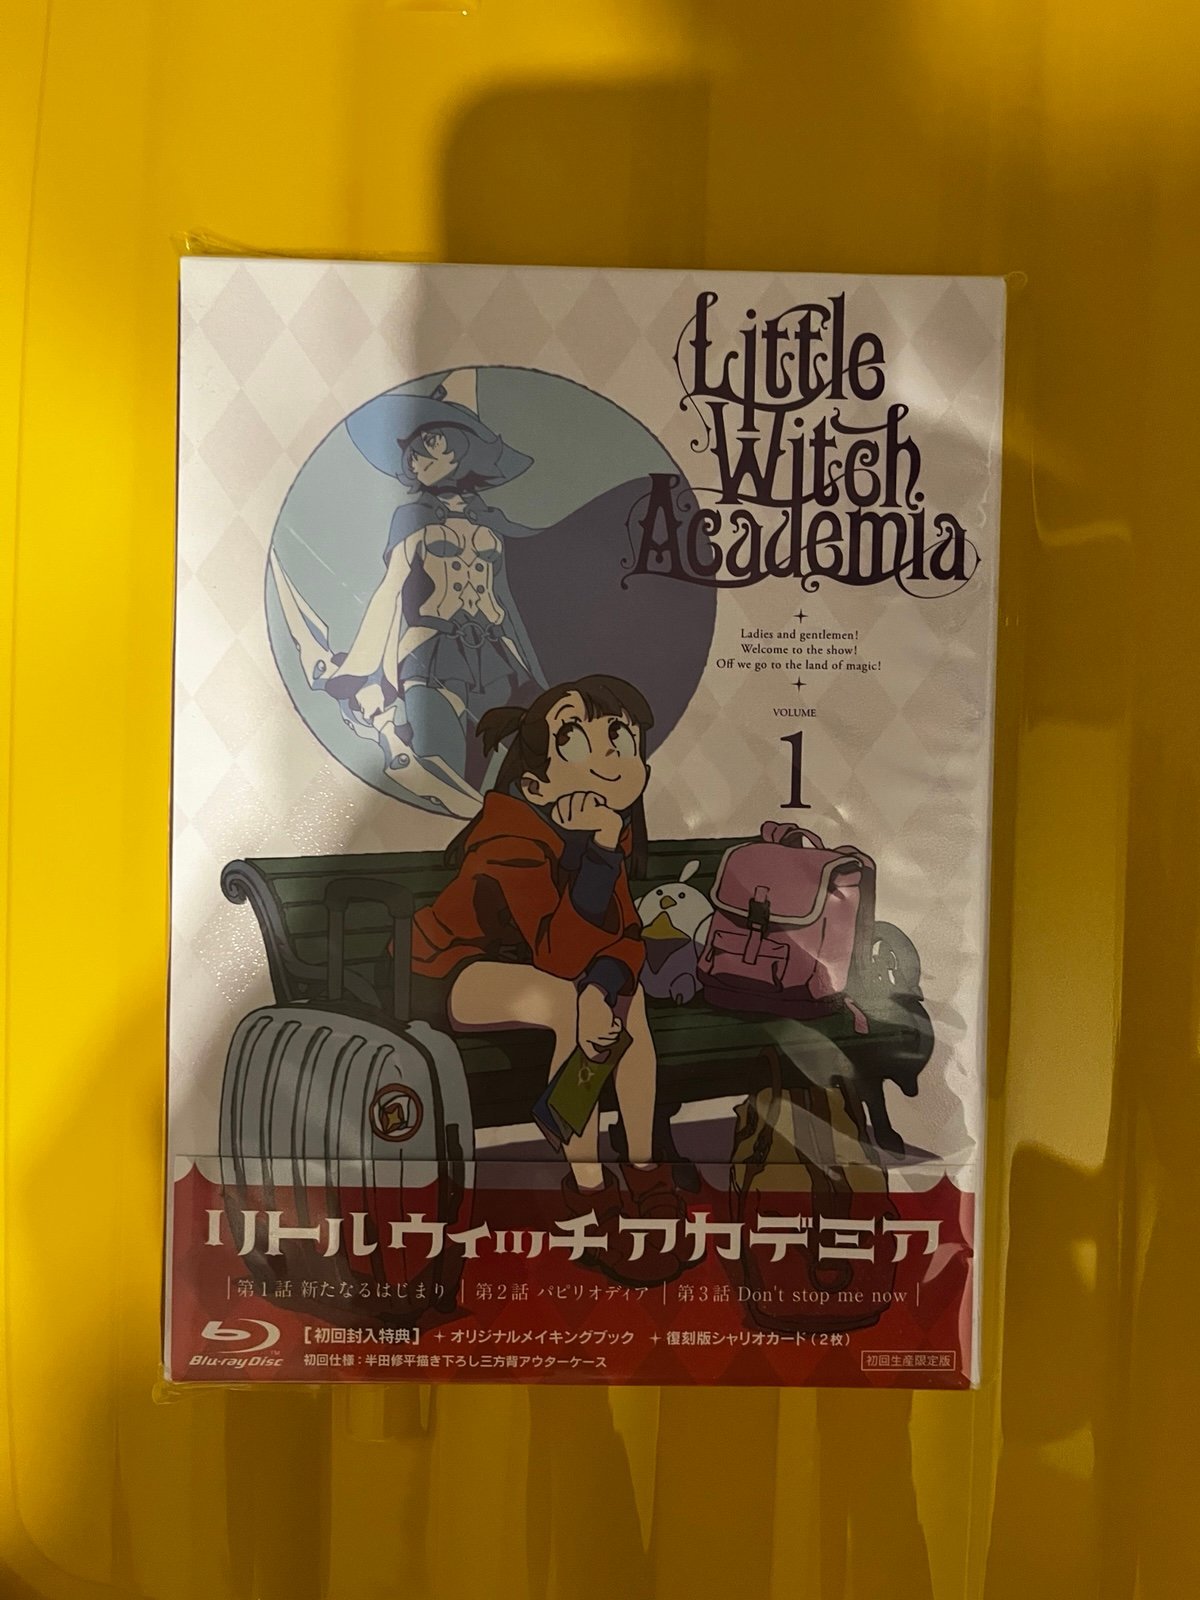 Little
Witch
Academia
Ladies and gentlemen!
Welcome to the show!
Off we go to the land of magic!
VOLUME
1
リトルウィッチアカデミア
|第1話 新たなるはじまり|第2話 パピリオディア|第3話 Don't stop me now|
Blu-ray Disc™
【初回封入特典】 +オリジナルメイキングブック +復刻版シャリオカード(2枚)
初回仕様:半田修平描き下ろし三方背アウターケース
初回生産限定版